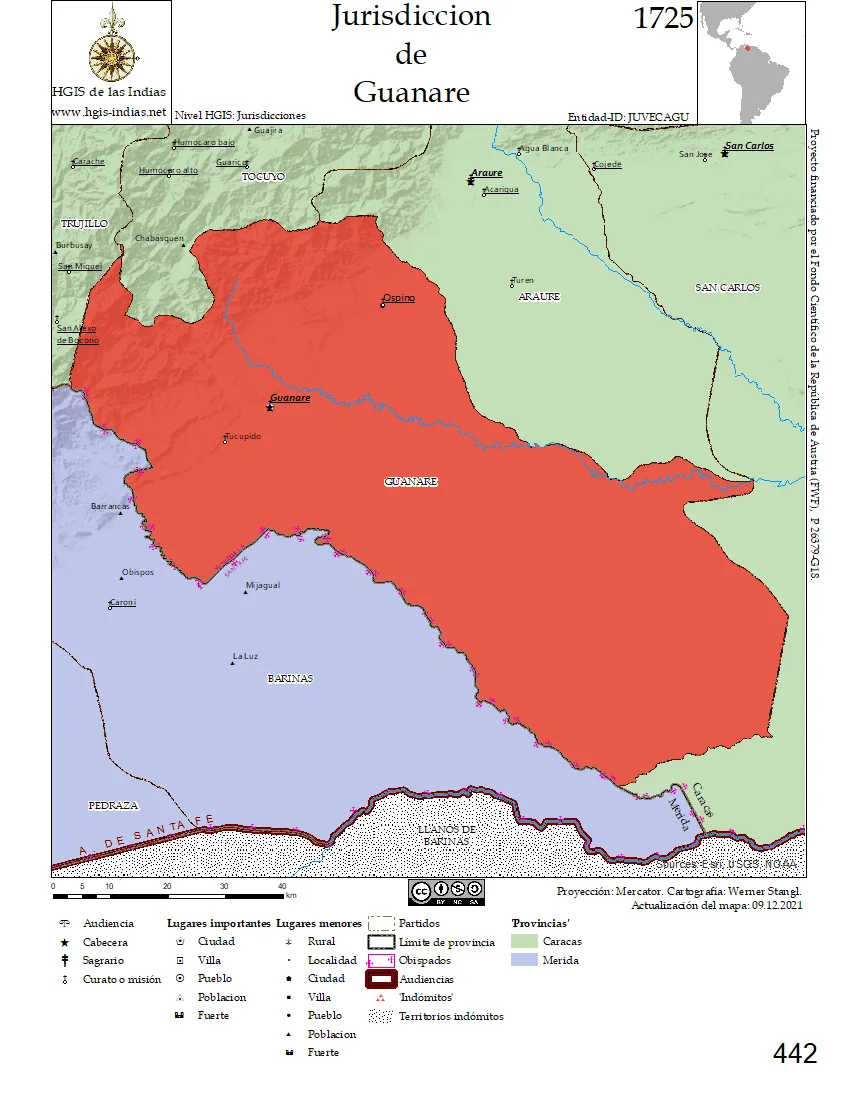 Jurisdiccion
de
Guanare
1725
HGIS de las Indias
www.hgis-indias.net
Nivel HGIS: Jurisdicciones
Entidad-ID: JUVECAGU
Proyecto financiado por el Fondo Científico de la República de Austria (FWF), P 26379-G18.
Guajira
Humocaro bajo
Carache
Humocaro alto
Guarico
TOCUYO
Agua Blanca
Cojede
San Jose
San Carlos
Araure
Acarigua
TRUJILLO
Burbusay
Chabasquen
San Miguel
Turen
ARAURE
SAN CARLOS
Ospino
San Alexo
de Bocono
Guanare
Tucupido
GUANARE
Barrancas
Obispos
Mijagual
Caroni
La Luz
BARINAS
PEDRAZA
Caracas
Merida
A. DE SANTA FE
LLANOS DE
BARINAS
Sources: Esri, USGS, NOAA
0 5 10 20 30 40
km
CC
BY NC SA
Proyección: Mercator. Cartografía: Werner Stangl.
Actualización del mapa: 09.12.2021
Audiencia
Cabecera
Sagrario
Curato o misión
Lugares importantes
Ciudad
Villa
Pueblo
Poblacion
Fuerte
Lugares menores
Rural
Localidad
Ciudad
Villa
Pueblo
Poblacion
Fuerte
Partidos
Límite de provincia
Obispados
Audiencias
'Indómitos'
Territorios indómitos
'Provincias'
Caracas
Merida
442